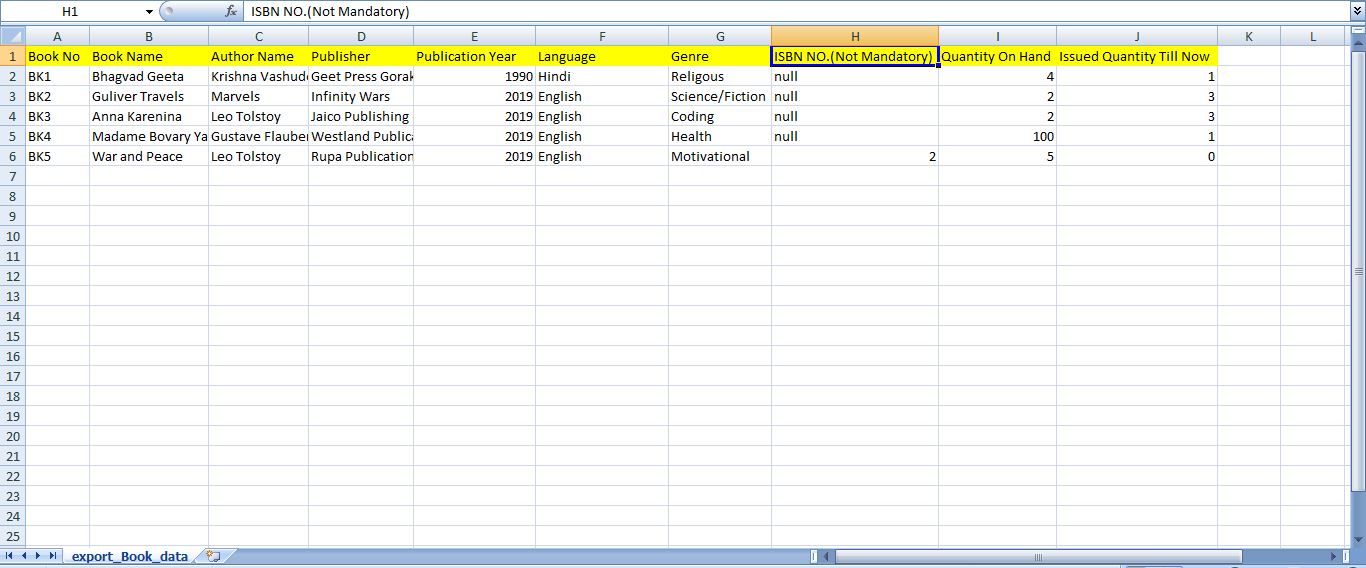 H1 fx ISBN NO.(Not Mandatory)
A B C D E F G H I J K L
1 Book No Book Name Author Name Publisher Publication Year Language Genre ISBN NO.(Not Mandatory) Quantity On Hand Issued Quantity Till Now
2 BK1 Bhagvad Geeta Krishna Vashud Geet Press Gorak 1990 Hindi Religous null 4 1
3 BK2 Guliver Travels Marvels Infinity Wars 2019 English Science/Fiction null 2 3
4 BK3 Anna Karenina Leo Tolstoy Jaico Publishing 2019 English Coding null 2 3
5 BK4 Madame Bovary Ya Gustave Flauber Westland Public 2019 English Health null 100 1
6 BK5 War and Peace Leo Tolstoy Rupa Publication 2019 English Motivational 2 5 0
7
8
9
10
11
12
13
14
15
16
17
18
19
20
21
22
23
24
25
export_Book_data